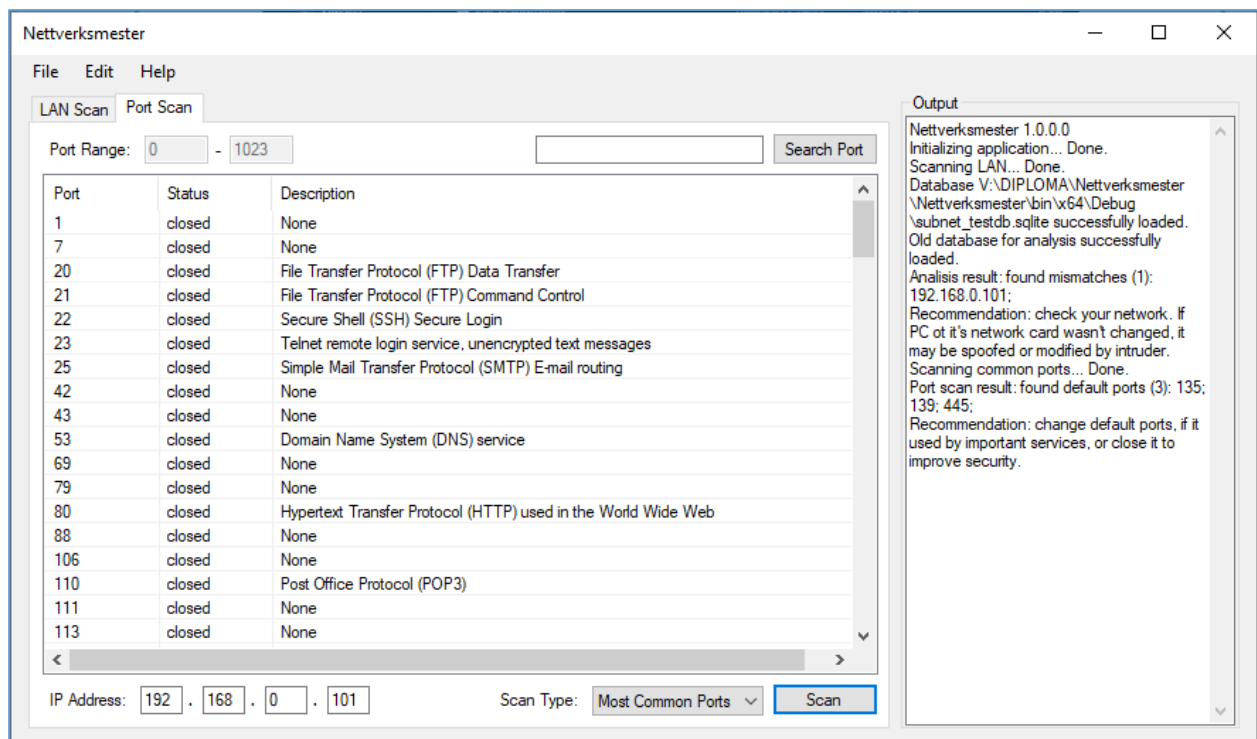 Nettverksmester
File Edit Help
LAN Scan Port Scan
Port Range: 0 - 1023 Search Port
Port Status Description
1 closed None
7 closed None
20 closed File Transfer Protocol (FTP) Data Transfer
21 closed File Transfer Protocol (FTP) Command Control
22 closed Secure Shell (SSH) Secure Login
23 closed Telnet remote login service, unencrypted text messages
25 closed Simple Mail Transfer Protocol (SMTP) E-mail routing
42 closed None
43 closed None
53 closed Domain Name System (DNS) service
69 closed None
79 closed None
80 closed Hypertext Transfer Protocol (HTTP) used in the World Wide Web
88 closed None
106 closed None
110 closed Post Office Protocol (POP3)
111 closed None
113 closed None
IP Address: 192 . 168 . 0 . 101 Scan Type: Most Common Ports Scan
Output
Nettverksmester 1.0.0.0
Initializing application... Done.
Scanning LAN... Done.
Database V:\DIPLOMA\Nettverksmester
\Nettverksmester\bin\x64\Debug
\subnet_testdb.sqlite successfully loaded.
Old database for analysis successfully
loaded.
Analisis result: found mismatches (1):
192.168.0.101;
Recommendation: check your network. If
PC ot it's network card wasn't changed, it
may be spoofed or modified by intruder.
Scanning common ports... Done.
Port scan result: found default ports (3): 135;
139; 445;
Recommendation: change default ports, if it
used by important services, or close it to
improve security.